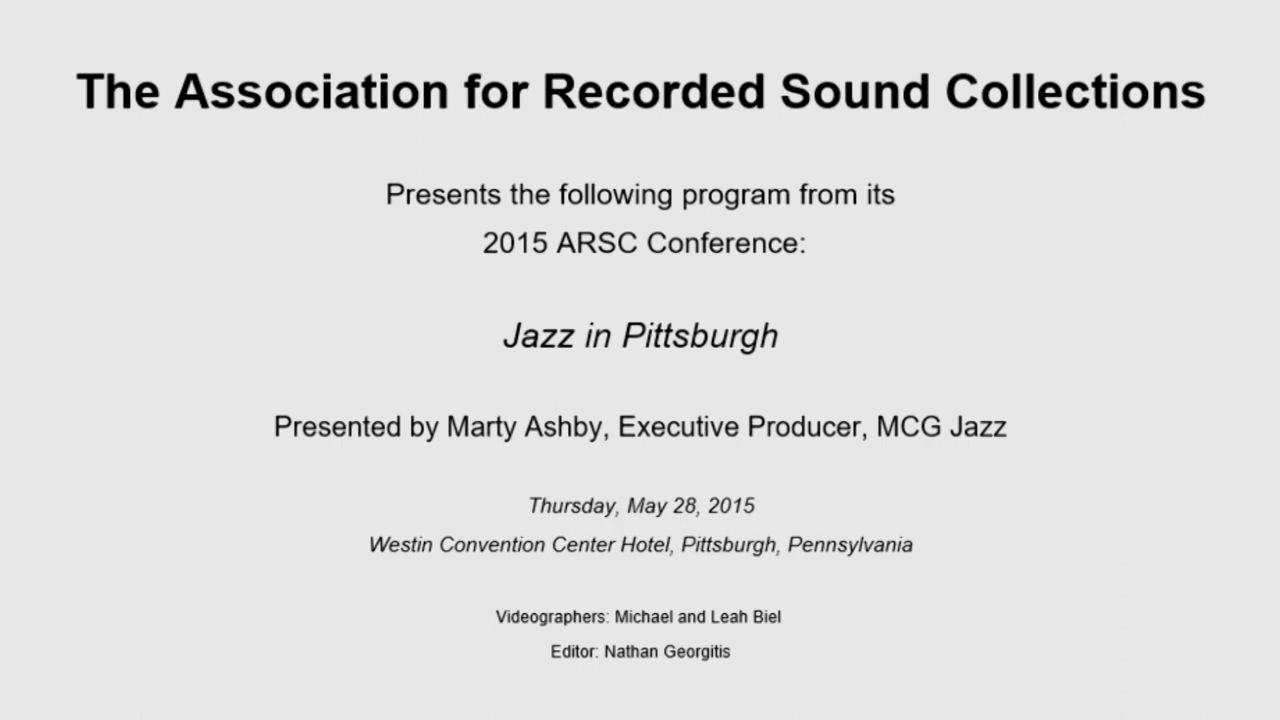 The Association for Recorded Sound Collections
Presents the following program from its
2015 ARSC Conference:
Jazz in Pittsburgh
Presented by Marty Ashby, Executive Producer, MCG Jazz
Thursday, May 28, 2015
Westin Convention Center Hotel, Pittsburgh, Pennsylvania
Videographers: Michael and Leah Biel
Editor: Nathan Georgitis